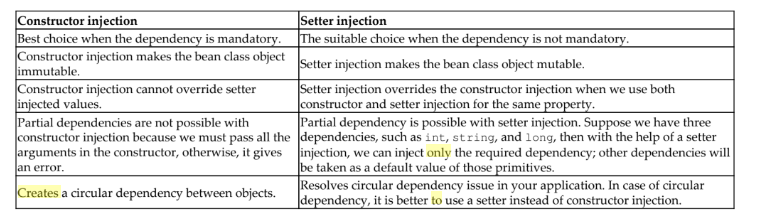 Constructor injection
Setter injection
Best choice when the dependency is mandatory.
The suitable choice when the dependency is not mandatory.
Constructor injection makes the bean class object
immutable.
Setter injection makes the bean class object mutable.
Constructor injection cannot override setter
injected values.
Setter injection overrides the constructor injection when we use both
constructor and setter injection for the same property.
Partial dependencies are not possible with
constructor injection because we must pass all the
arguments in the constructor, otherwise, it gives
an error.
Partial dependency is possible with setter injection. Suppose we have three
dependencies, such as int, string, and long, then with the help of a setter
injection, we can inject only the required dependency; other dependencies will
be taken as a default value of those primitives.
Creates a circular dependency between objects.
Resolves circular dependency issue in your application. In case of circular
dependency, it is better to use a setter instead of constructor injection.